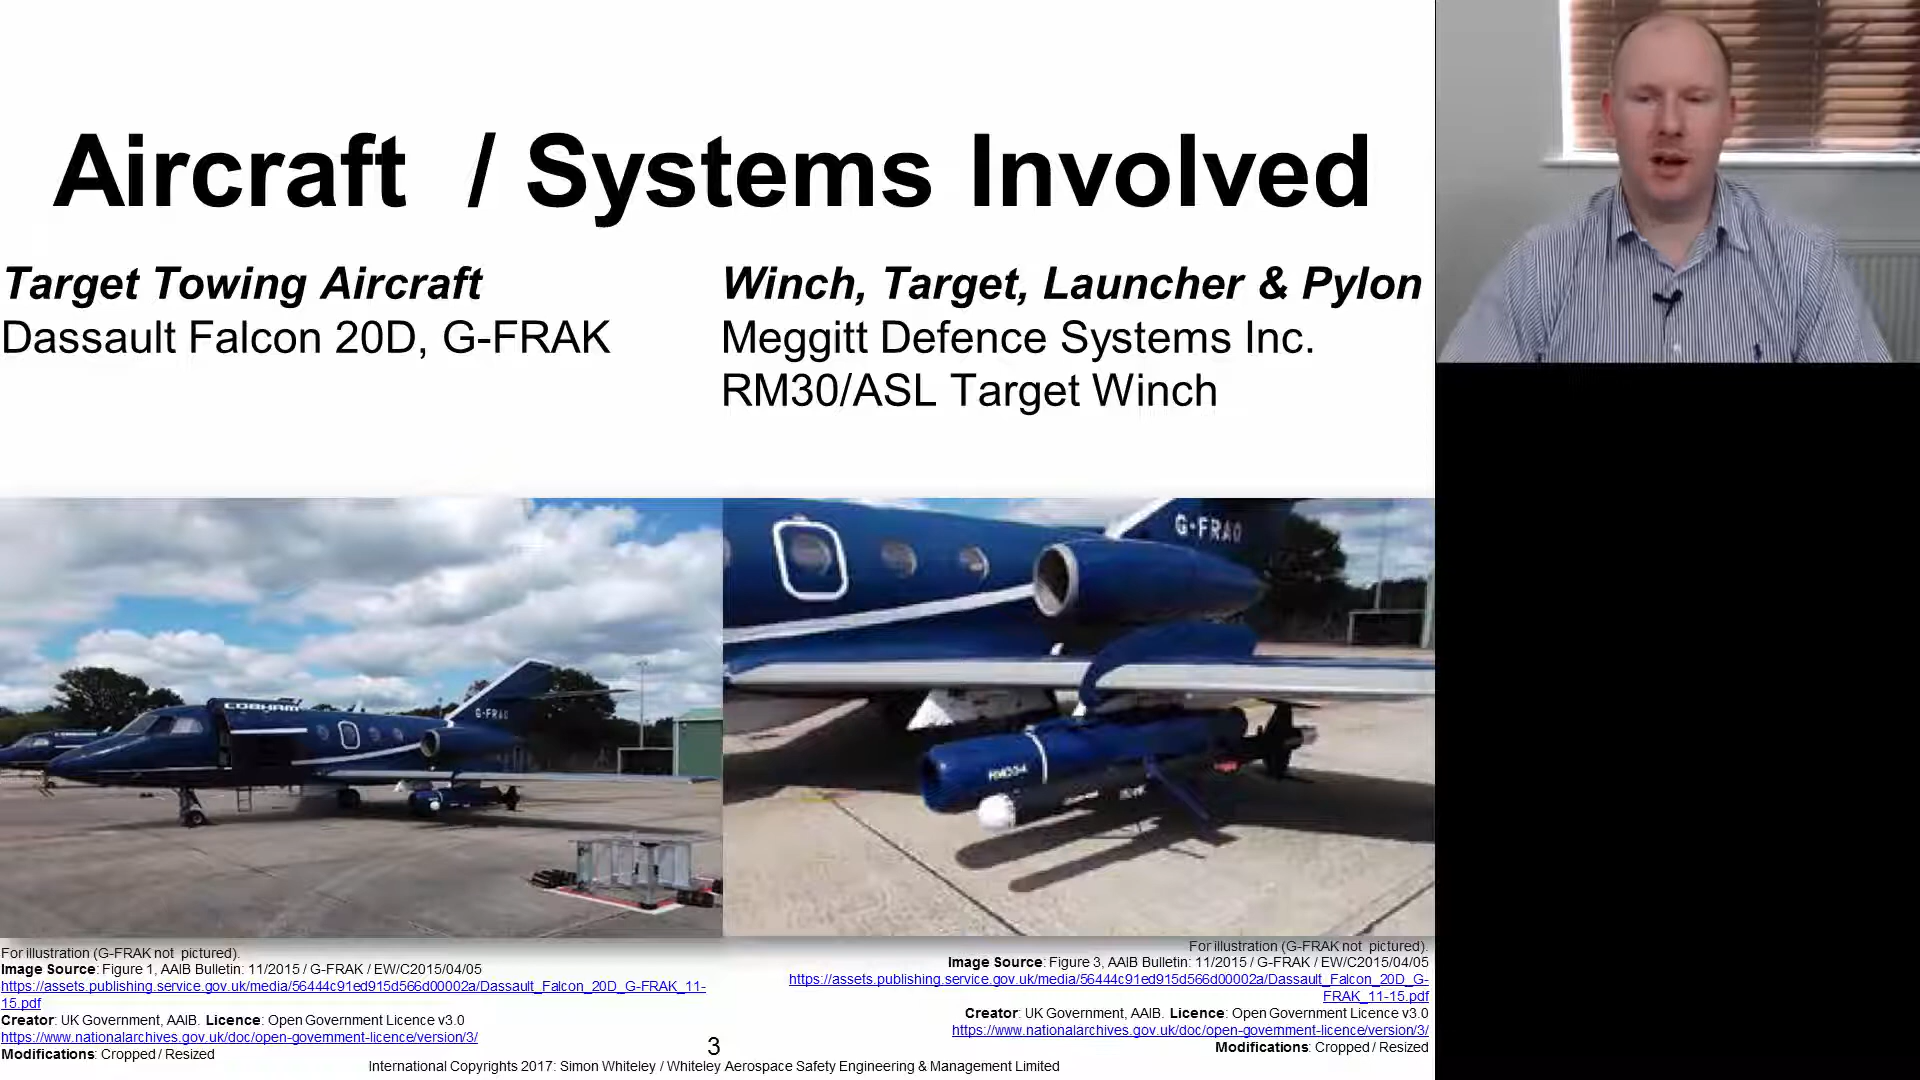 Aircraft / Systems Involved
Target Towing Aircraft
Dassault Falcon 20D, G-FRAK
Winch, Target, Launcher & Pylon
Meggitt Defence Systems Inc.
RM30/ASL Target Winch
COBHAM
G-FRAO
G-FRAO
For illustration (G-FRAK not pictured).
Image Source: Figure 1, AAIB Bulletin: 11/2015 / G-FRAK / EW/C2015/04/05
https://assets.publishing.service.gov.uk/media/56444c91ed915d566d00002a/Dassault_Falcon_20D_G-FRAK_11-
15.pdf
Creator: UK Government, AAIB. Licence: Open Government Licence v3.0
https://www.nationalarchives.gov.uk/doc/open-government-licence/version/3/
Modifications: Cropped / Resized
For illustration (G-FRAK not pictured).
Image Source: Figure 3, AAIB Bulletin: 11/2015 / G-FRAK / EW/C2015/04/05
https://assets.publishing.service.gov.uk/media/56444c91ed915d566d00002a/Dassault_Falcon_20D_G-
FRAK_11-15.pdf
Creator: UK Government, AAIB. Licence: Open Government Licence v3.0
https://www.nationalarchives.gov.uk/doc/open-government-licence/version/3/
Modifications: Cropped / Resized
3
International Copyrights 2017: Simon Whiteley / Whiteley Aerospace Safety Engineering & Management Limited